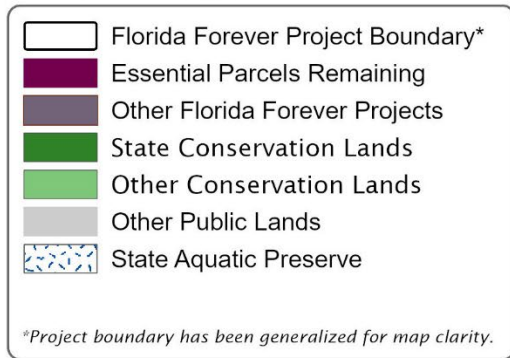 Florida Forever Project Boundary*
Essential Parcels Remaining
Other Florida Forever Projects
State Conservation Lands
Other Conservation Lands
Other Public Lands
State Aquatic Preserve
*Project boundary has been generalized for map clarity.